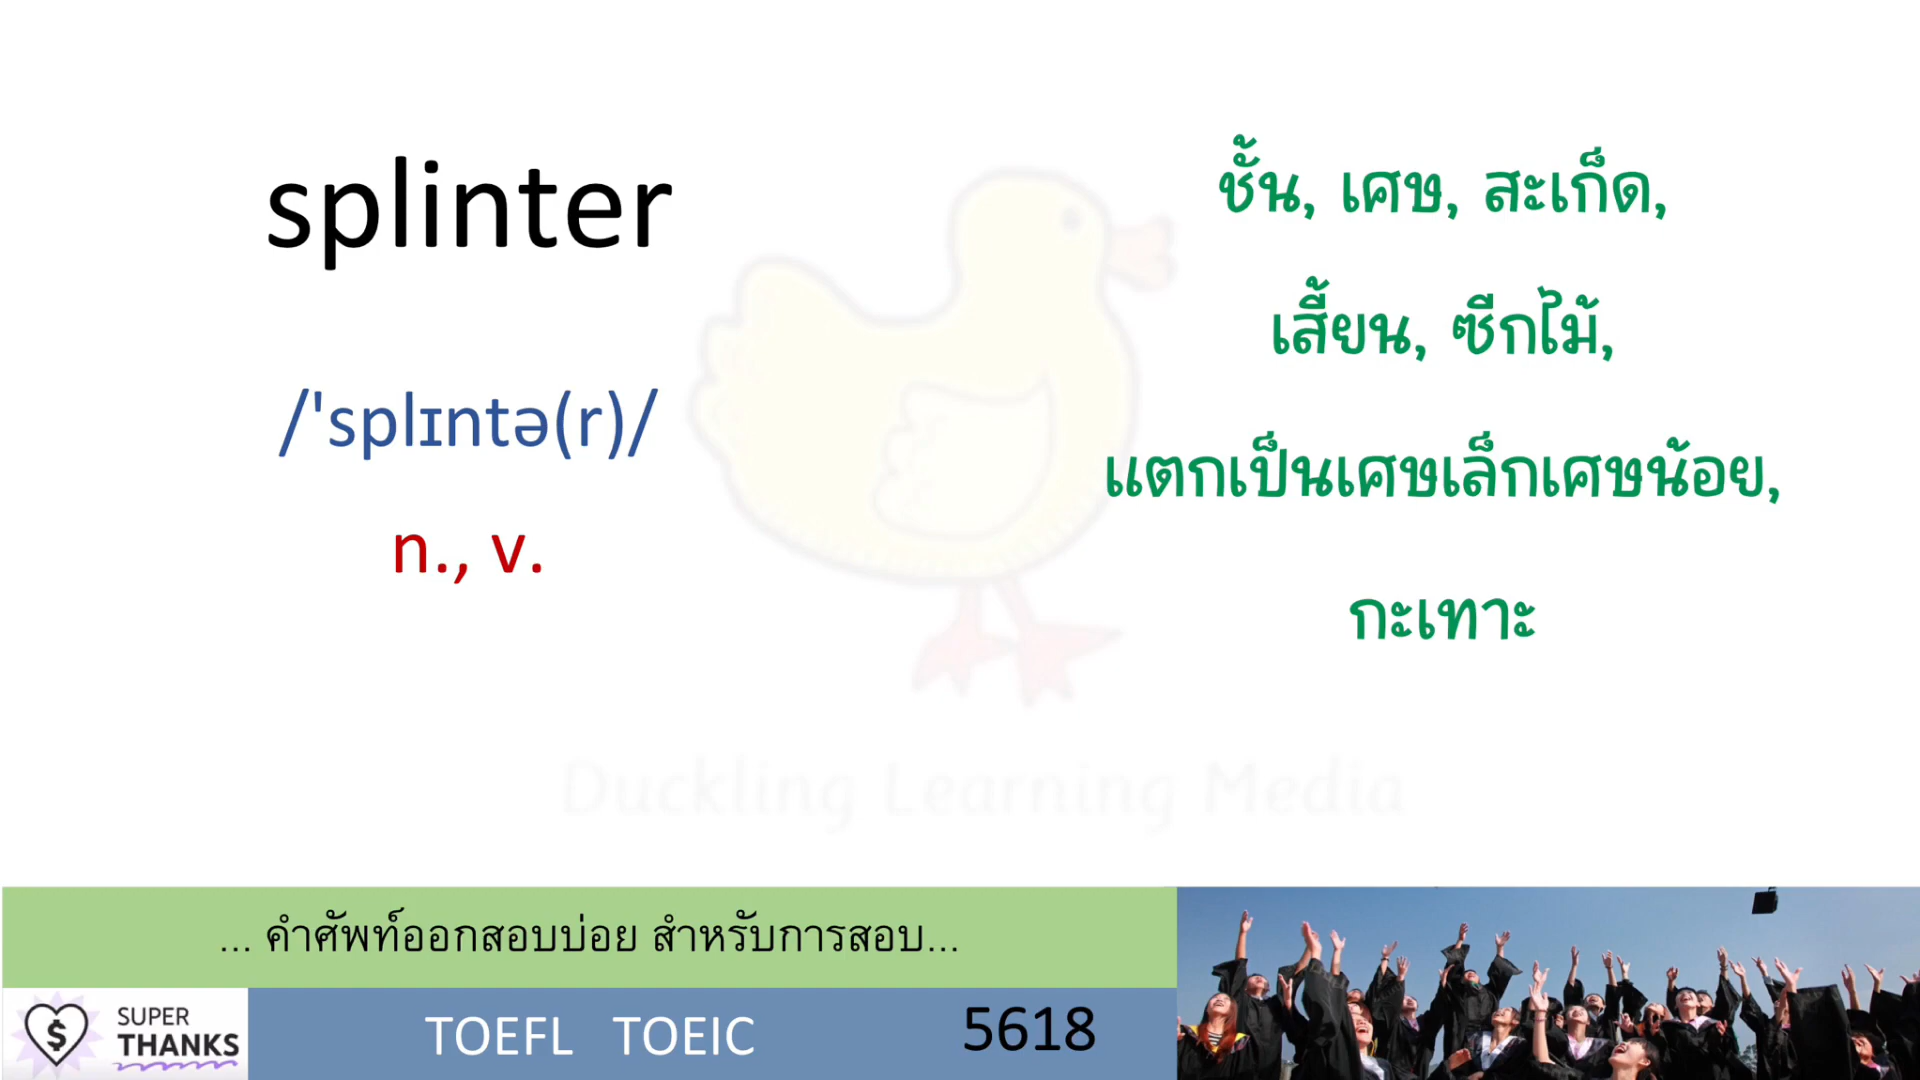 splinter
/'splɪntə(r)/
n., v.
ชั้น, เศษ, สะเก็ด,
เสี้ยน, ซีกไม้,
แตกเป็นเศษเล็กเศษน้อย,
กะเทาะ
Duckling Learning Media
... คำศัพท์ออกสอบบ่อย สำหรับการสอบ...
SUPER
THANKS
TOEFL TOEIC 5618